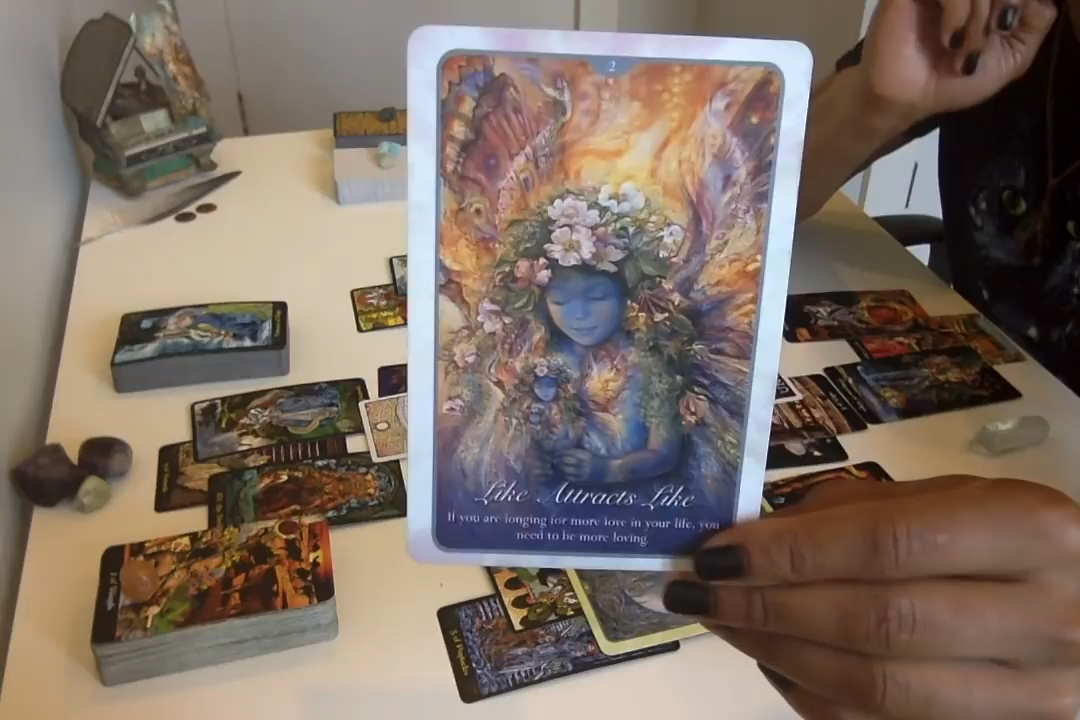 2
Like Attracts Like
If you are longing for more love in your life, you
need to be more loving.